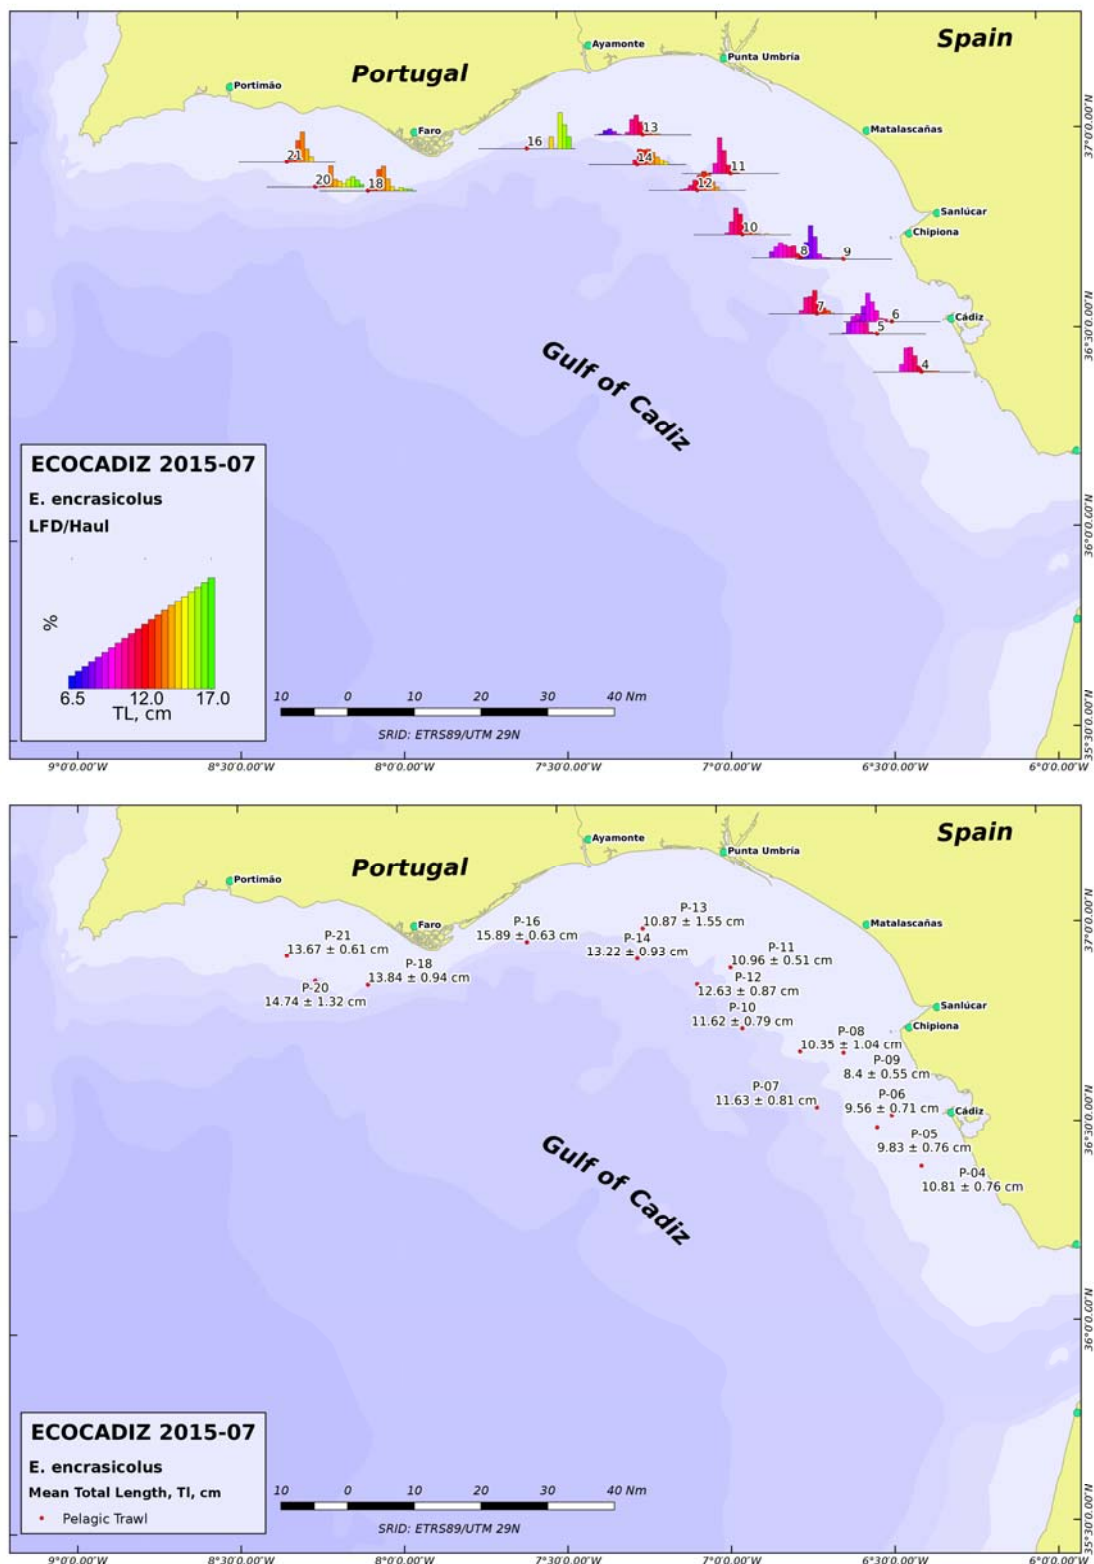 Spain
Ayamonte
Punta Umbría
Portugal
Portimão
Faro
Matalascañas
Sanlúcar
Chipiona
Cádiz
21
20
18
16
13
14
11
12
10
8
9
7
6
5
4
Gulf of Cadiz
ECOCADIZ 2015-07
E. encrasicolus
LFD/Haul
%
6.5 12.0 17.0
TL, cm
10 0 10 20 30 40 Nm
SRID: ETRS89/UTM 29N
37°0'0.00"N
36°30'0.00"N
36°0'0.00"N
35°30'0.00"N
9°0'0.00"W 8°30'0.00"W 8°0'0.00"W 7°30'0.00"W 7°0'0.00"W 6°30'0.00"W 6°0'0.00"W
Spain
Ayamonte
Punta Umbría
Portugal
Portimão
Faro
Matalascañas
Sanlúcar
Chipiona
Cádiz
P-21
13.67 ± 0.61 cm
P-20
14.74 ± 1.32 cm
P-18
13.84 ± 0.94 cm
P-16
15.89 ± 0.63 cm
P-13
10.87 ± 1.55 cm
P-14
13.22 ± 0.93 cm
P-11
10.96 ± 0.51 cm
P-12
12.63 ± 0.87 cm
P-10
11.62 ± 0.79 cm
P-08
10.35 ± 1.04 cm
P-09
8.4 ± 0.55 cm
P-07
11.63 ± 0.81 cm
P-06
9.56 ± 0.71 cm
P-05
9.83 ± 0.76 cm
P-04
10.81 ± 0.76 cm
Gulf of Cadiz
ECOCADIZ 2015-07
E. encrasicolus
Mean Total Length, Tl, cm
Pelagic Trawl
10 0 10 20 30 40 Nm
SRID: ETRS89/UTM 29N
37°0'0.00"N
36°30'0.00"N
36°0'0.00"N
35°30'0.00"N
9°0'0.00"W 8°30'0.00"W 8°0'0.00"W 7°30'0.00"W 7°0'0.00"W 6°30'0.00"W 6°0'0.00"W